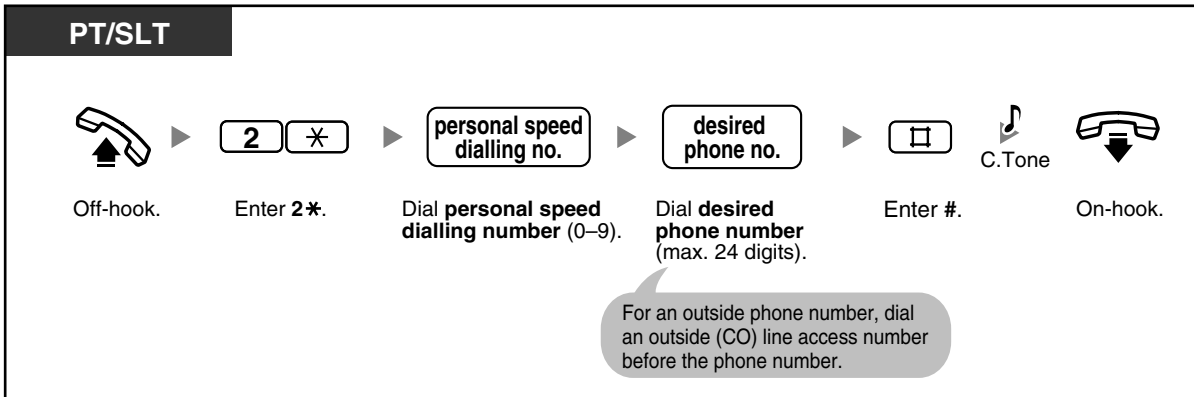 PT/SLT
2 ✳
personal speed
dialling no.
desired
phone no.
⌗
C.Tone
Off-hook.
Enter 2✳.
Dial personal speed
dialling number (0–9).
Dial desired
phone number
(max. 24 digits).
Enter #.
On-hook.
For an outside phone number, dial
an outside (CO) line access number
before the phone number.